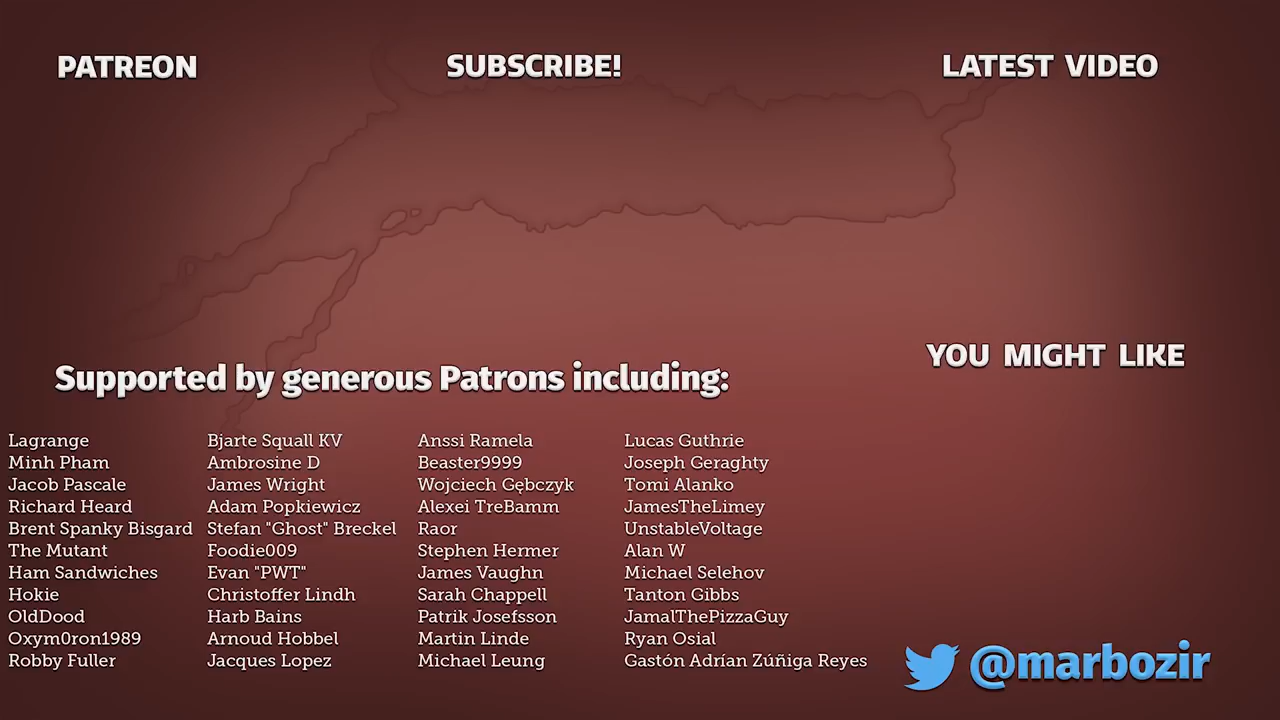 PATREON
SUBSCRIBE!
LATEST VIDEO
YOU MIGHT LIKE
Supported by generous Patrons including:
Lagrange
Minh Pham
Jacob Pascale
Richard Heard
Brent Spanky Bisgard
The Mutant
Ham Sandwiches
Hokie
OldDood
Oxym0ron1989
Robby Fuller
Bjarte Squall KV
Ambrosine D
James Wright
Adam Popkiewicz
Stefan "Ghost" Breckel
Foodie009
Evan "PWT"
Christoffer Lindh
Harb Bains
Arnoud Hobbel
Jacques Lopez
Anssi Ramela
Beaster9999
Wojciech Gębczyk
Alexei TreBamm
Raor
Stephen Hermer
James Vaughn
Sarah Chappell
Patrik Josefsson
Martin Linde
Michael Leung
Lucas Guthrie
Joseph Geraghty
Tomi Alanko
JamesTheLimey
UnstableVoltage
Alan W
Michael Selehov
Tanton Gibbs
JamalThePizzaGuy
Ryan Osial
Gastón Adrían Zúñiga Reyes
@marbozir